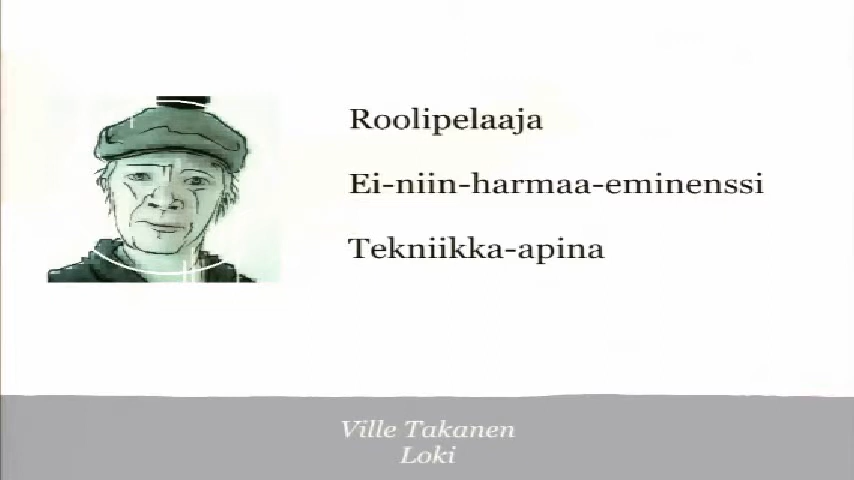 Roolipelaaja
Ei-niin-harmaa-eminenssi
Tekniikka-apina
Ville Takanen
Loki